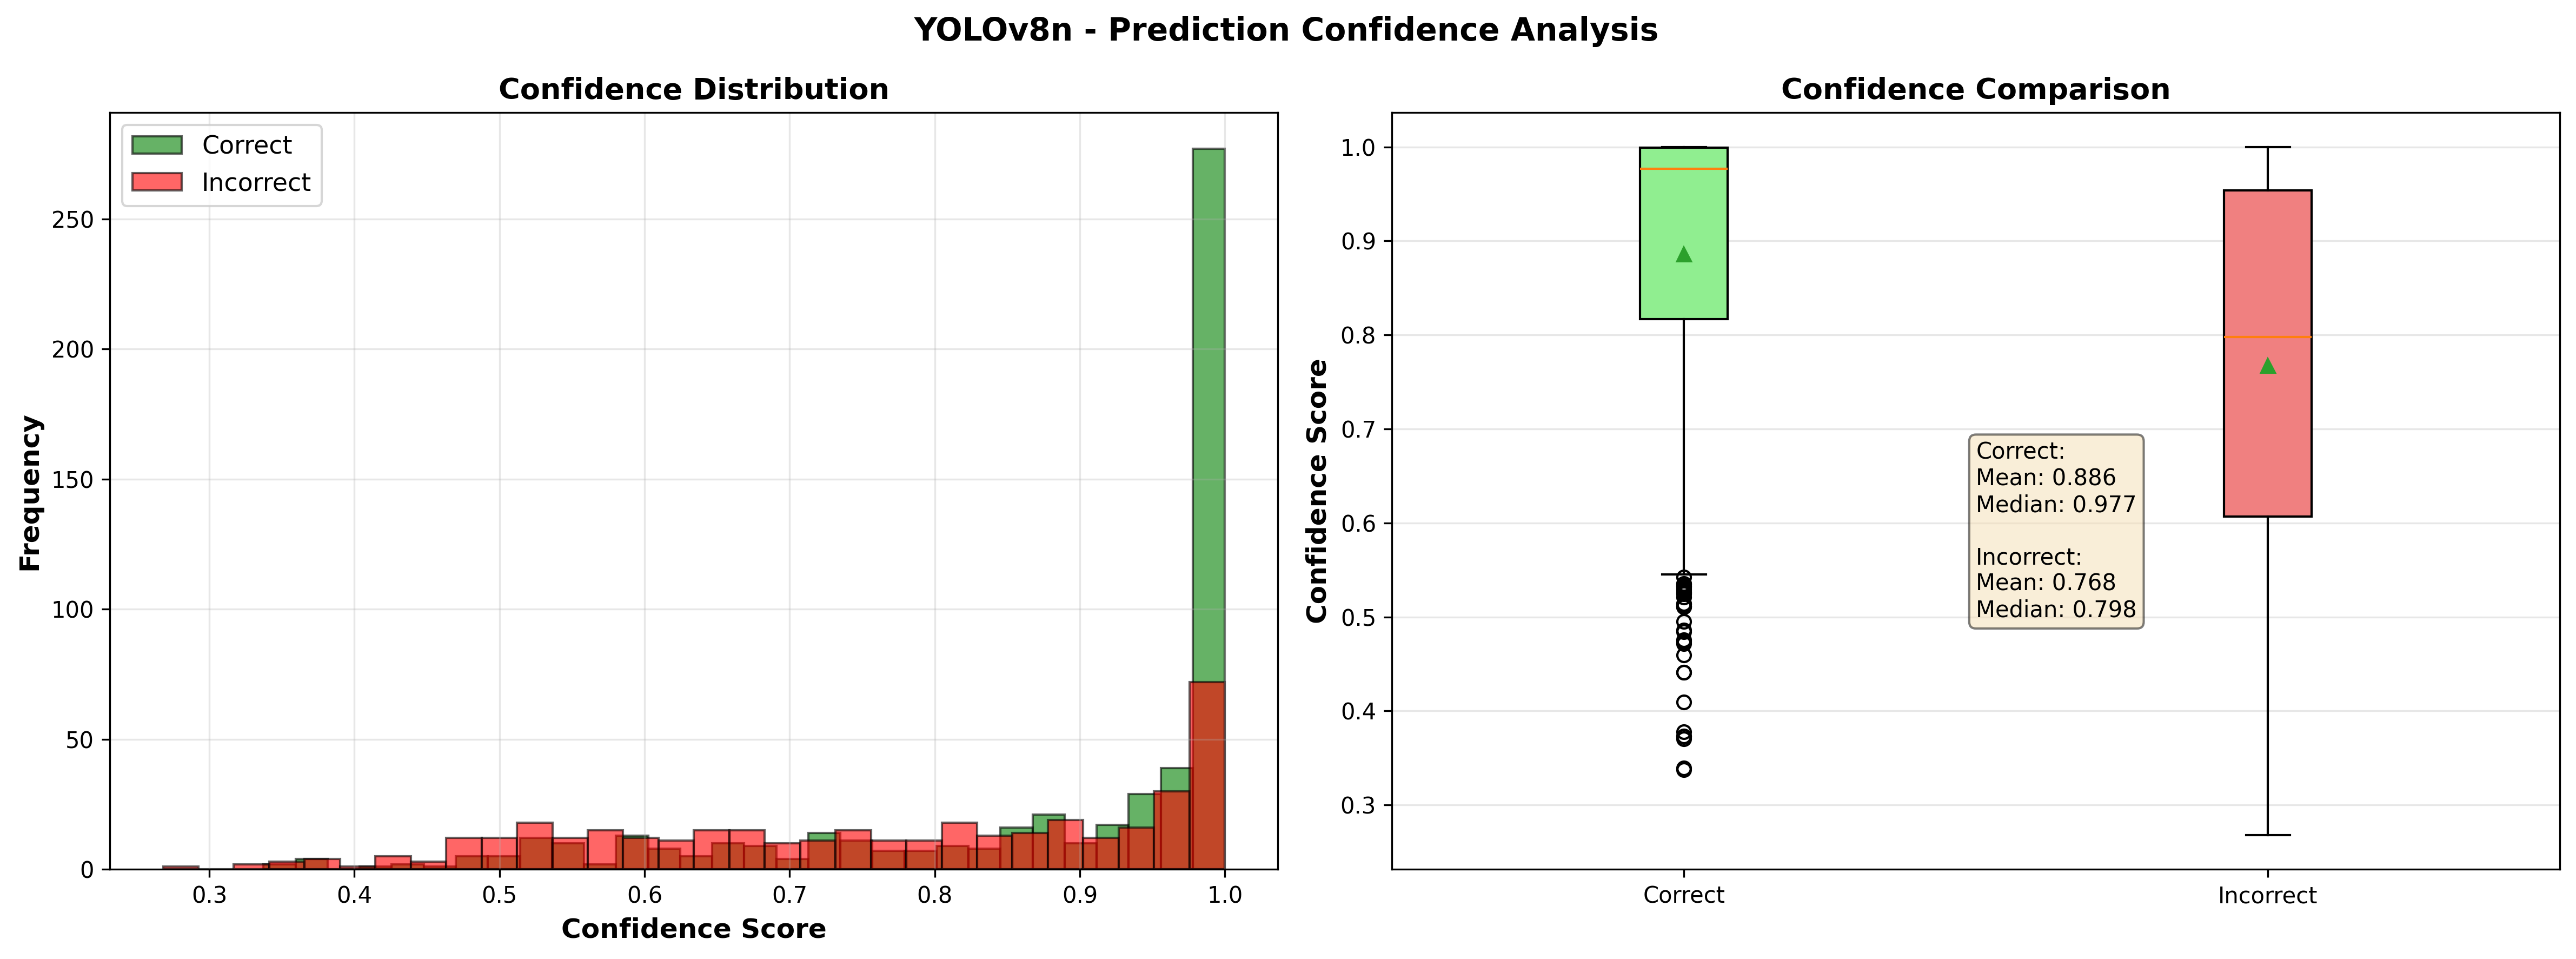 YOLOv8n - Prediction Confidence Analysis
Confidence Distribution
Correct
Incorrect
Frequency
250
200
150
100
50
0
0.3 0.4 0.5 0.6 0.7 0.8 0.9 1.0
Confidence Score
Confidence Comparison
Confidence Score
1.0
0.9
0.8
0.7
0.6
0.5
0.4
0.3
Correct:
Mean: 0.886
Median: 0.977
Incorrect:
Mean: 0.768
Median: 0.798
Correct Incorrect